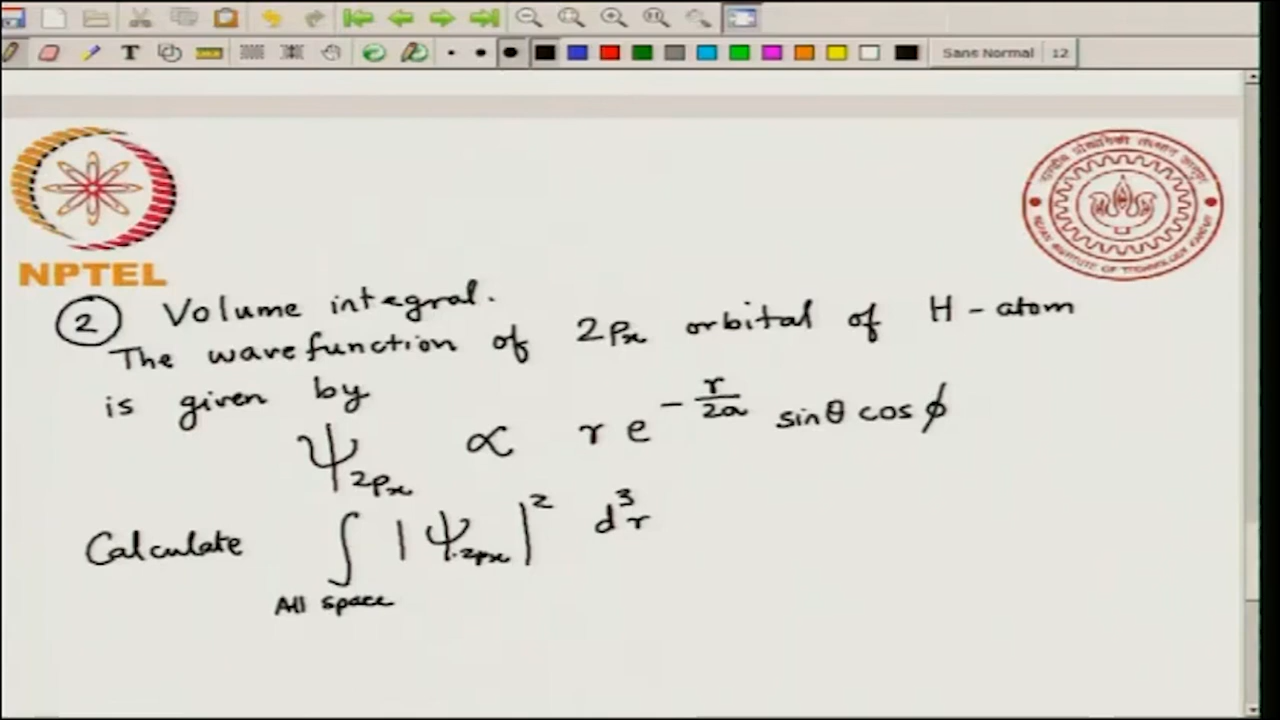 Sans Normal 12
NPTEL
② Volume integral.
The wavefunction of 2px orbital of H-atom
is given by
ψ2px ∝ r e^(-r/2a) sinθ cosϕ
Calculate ∫ |ψ2px|² d³r
All space